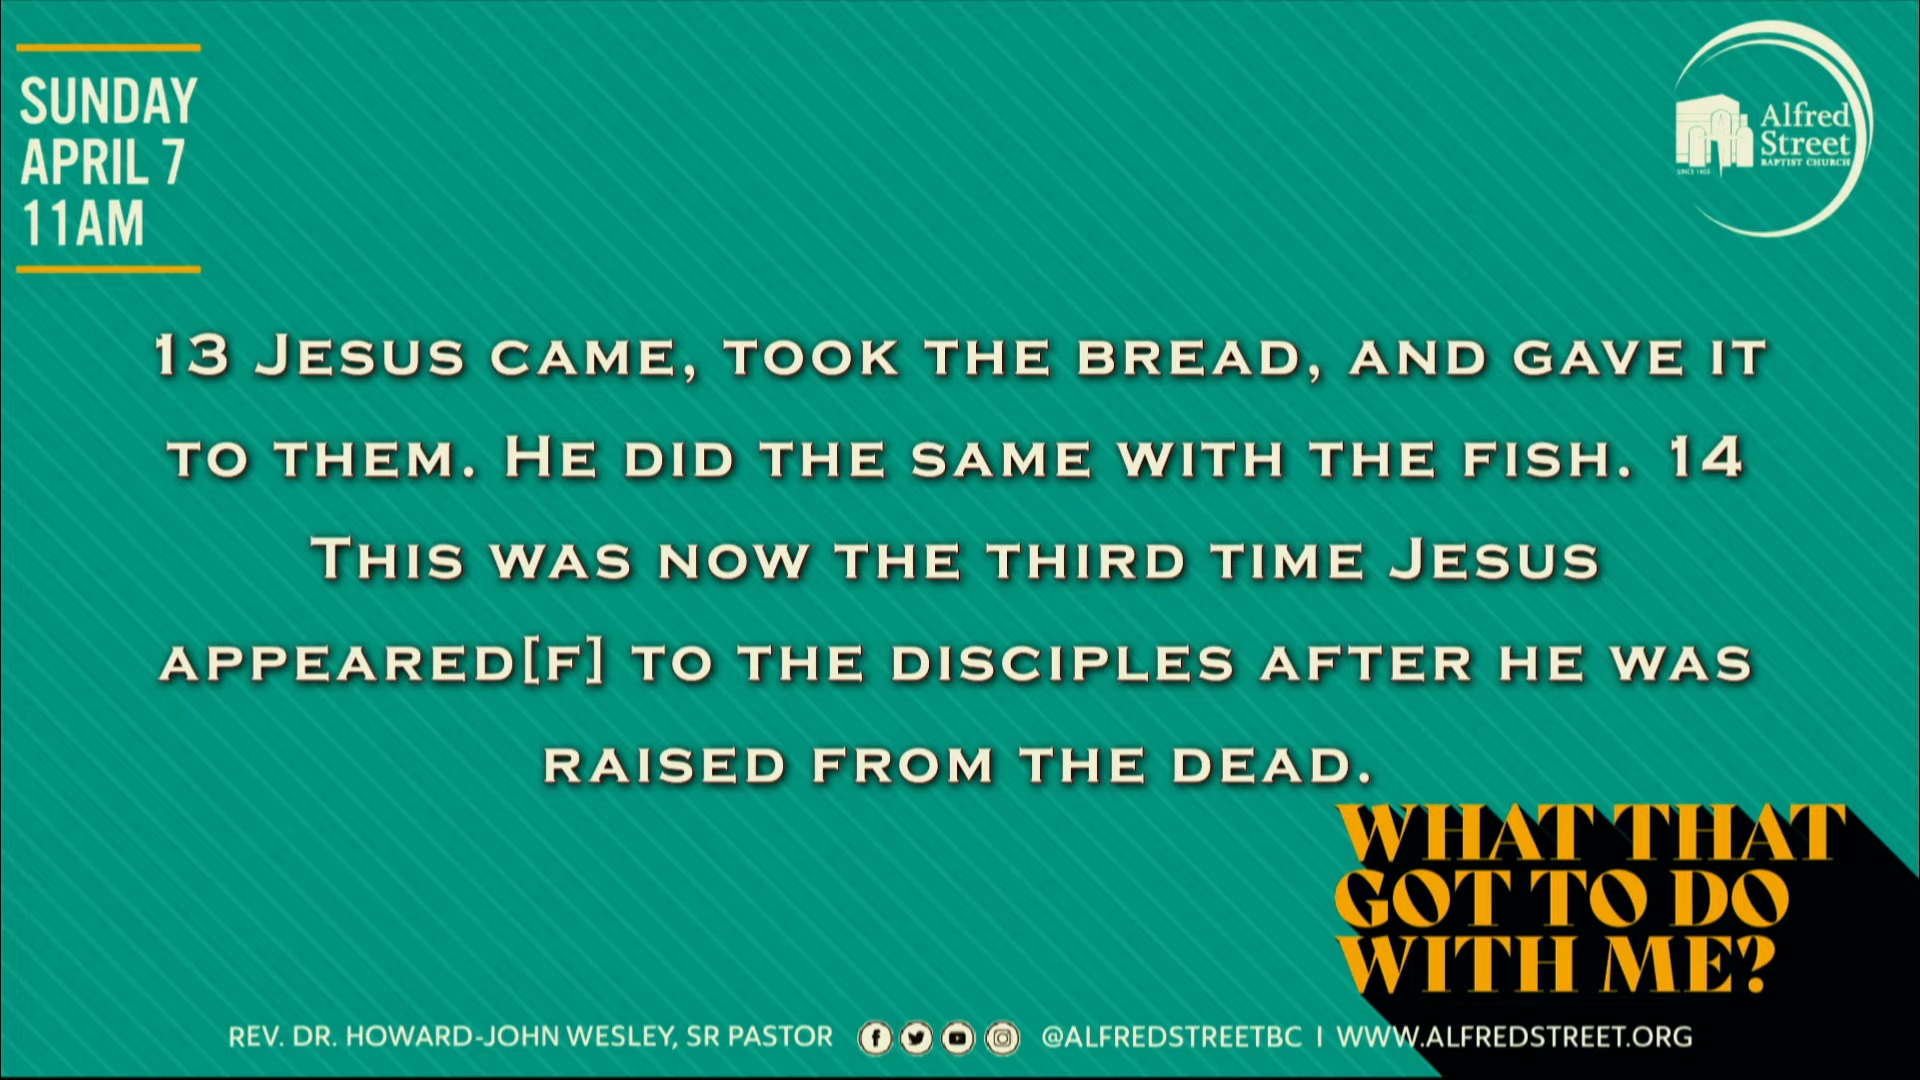 SUNDAY
APRIL 7
11AM
Alfred
Street
BAPTIST CHURCH
SINCE 1803
13 Jesus came, took the bread, and gave it
to them. He did the same with the fish. 14
This was now the third time Jesus
appeared[f] to the disciples after he was
raised from the dead.
WHAT THAT
GOT TO DO
WITH ME?
REV. DR. HOWARD-JOHN WESLEY, SR PASTOR @ALFREDSTREETBC | WWW.ALFREDSTREET.ORG